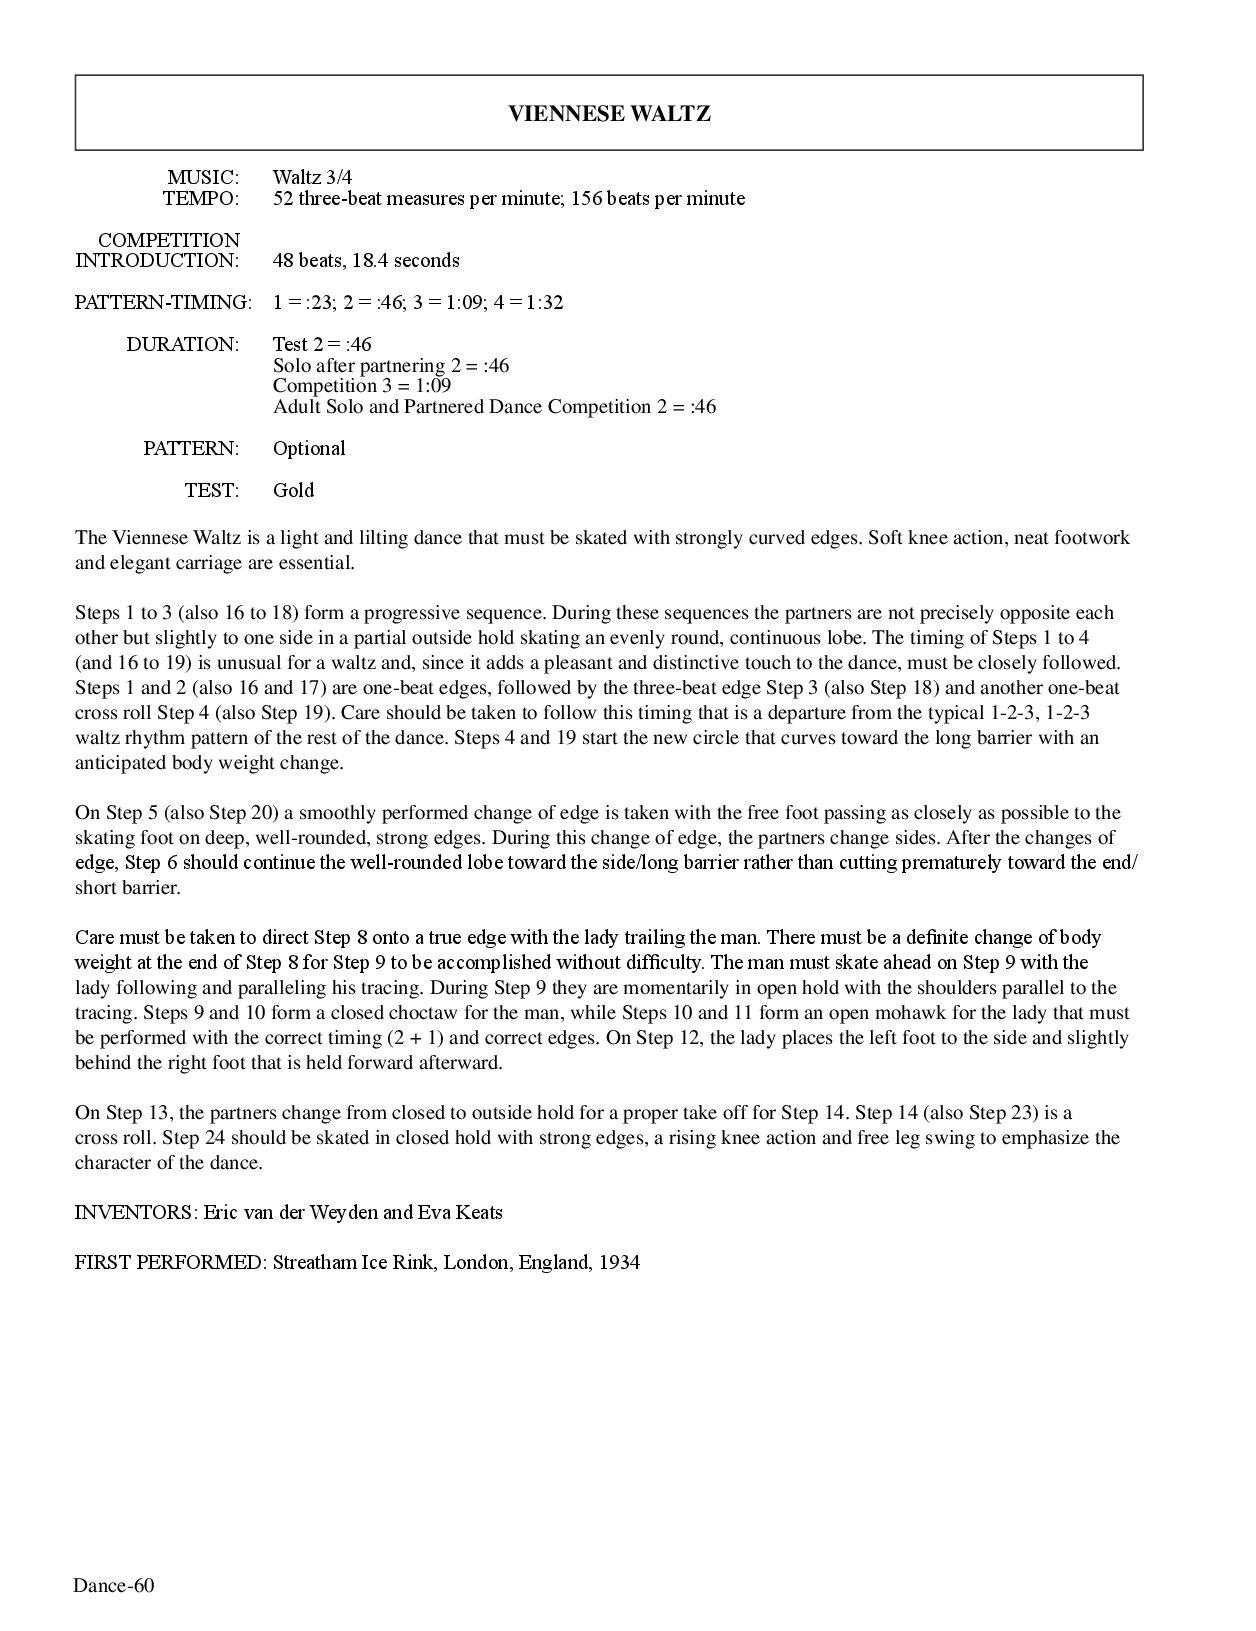 VIENNESE WALTZ
MUSIC: Waltz 3/4
TEMPO: 52 three-beat measures per minute; 156 beats per minute
COMPETITION
INTRODUCTION: 48 beats, 18.4 seconds
PATTERN-TIMING: 1 = :23; 2 = :46; 3 = 1:09; 4 = 1:32
DURATION: Test 2 = :46
Solo after partnering 2 = :46
Competition 3 = 1:09
Adult Solo and Partnered Dance Competition 2 = :46
PATTERN: Optional
TEST: Gold
The Viennese Waltz is a light and lilting dance that must be skated with strongly curved edges. Soft knee action, neat footwork
and elegant carriage are essential.
Steps 1 to 3 (also 16 to 18) form a progressive sequence. During these sequences the partners are not precisely opposite each
other but slightly to one side in a partial outside hold skating an evenly round, continuous lobe. The timing of Steps 1 to 4
(and 16 to 19) is unusual for a waltz and, since it adds a pleasant and distinctive touch to the dance, must be closely followed.
Steps 1 and 2 (also 16 and 17) are one-beat edges, followed by the three-beat edge Step 3 (also Step 18) and another one-beat
cross roll Step 4 (also Step 19). Care should be taken to follow this timing that is a departure from the typical 1-2-3, 1-2-3
waltz rhythm pattern of the rest of the dance. Steps 4 and 19 start the new circle that curves toward the long barrier with an
anticipated body weight change.
On Step 5 (also Step 20) a smoothly performed change of edge is taken with the free foot passing as closely as possible to the
skating foot on deep, well-rounded, strong edges. During this change of edge, the partners change sides. After the changes of
edge, Step 6 should continue the well-rounded lobe toward the side/long barrier rather than cutting prematurely toward the end/
short barrier.
Care must be taken to direct Step 8 onto a true edge with the lady trailing the man. There must be a definite change of body
weight at the end of Step 8 for Step 9 to be accomplished without difficulty. The man must skate ahead on Step 9 with the
lady following and paralleling his tracing. During Step 9 they are momentarily in open hold with the shoulders parallel to the
tracing. Steps 9 and 10 form a closed choctaw for the man, while Steps 10 and 11 form an open mohawk for the lady that must
be performed with the correct timing (2 + 1) and correct edges. On Step 12, the lady places the left foot to the side and slightly
behind the right foot that is held forward afterward.
On Step 13, the partners change from closed to outside hold for a proper take off for Step 14. Step 14 (also Step 23) is a
cross roll. Step 24 should be skated in closed hold with strong edges, a rising knee action and free leg swing to emphasize the
character of the dance.
INVENTORS: Eric van der Weyden and Eva Keats
FIRST PERFORMED: Streatham Ice Rink, London, England, 1934
Dance-60